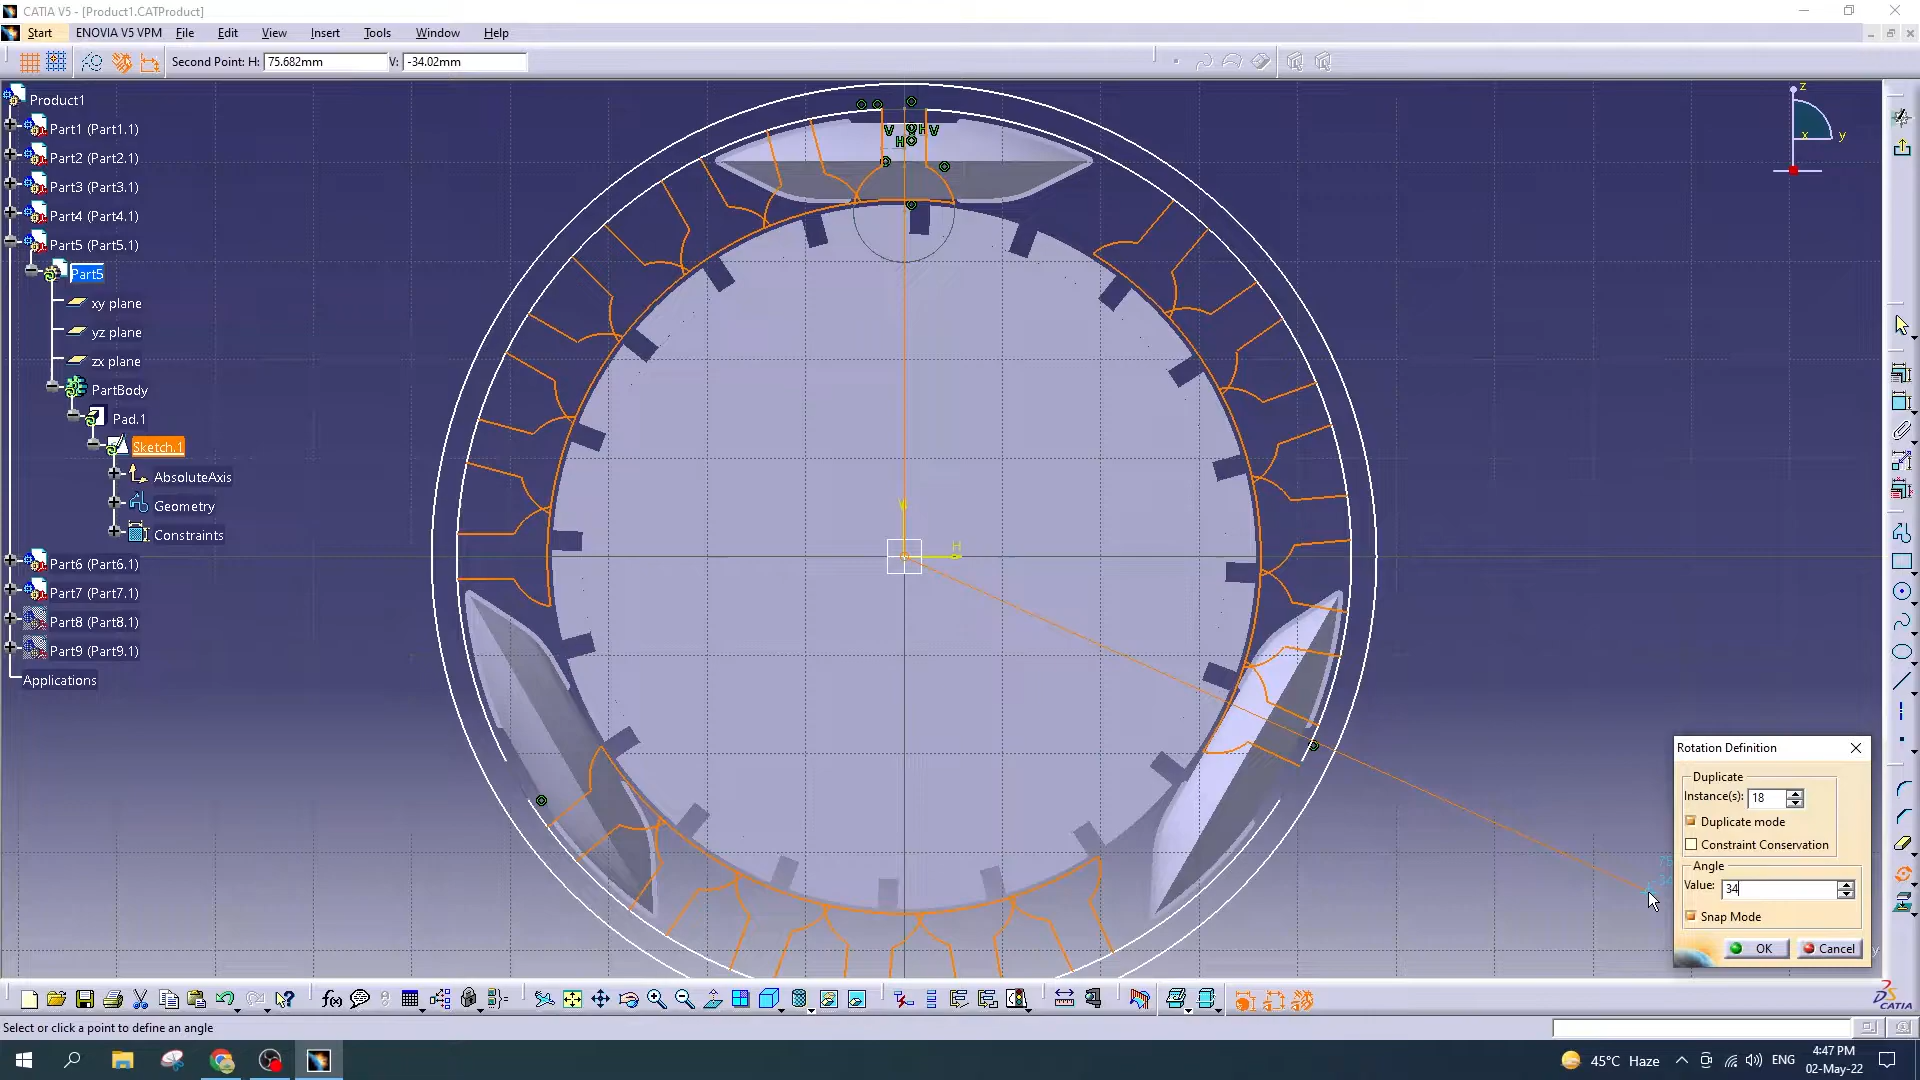 CATIA V5 - [Product1.CATProduct]
Start ENOVIA V5 VPM File Edit View Insert Tools Window Help
Second Point: H: 75.682mm V: -34.02mm
Product1
Part1 (Part1.1)
Part2 (Part2.1)
Part3 (Part3.1)
Part4 (Part4.1)
Part5 (Part5.1)
Part5
xy plane
yz plane
zx plane
PartBody
Pad.1
Sketch.1
AbsoluteAxis
Geometry
Constraints
Part6 (Part6.1)
Part7 (Part7.1)
Part8 (Part8.1)
Part9 (Part9.1)
Applications
z
x y
V H V
H
V
H
Rotation Definition
Duplicate
Instance(s): 18
Duplicate mode
Constraint Conservation
Angle
Value: 34
Snap Mode
OK Cancel
f(x)
CATIA
Select or click a point to define an angle
45°C Haze
ENG
4:47 PM
02-May-22